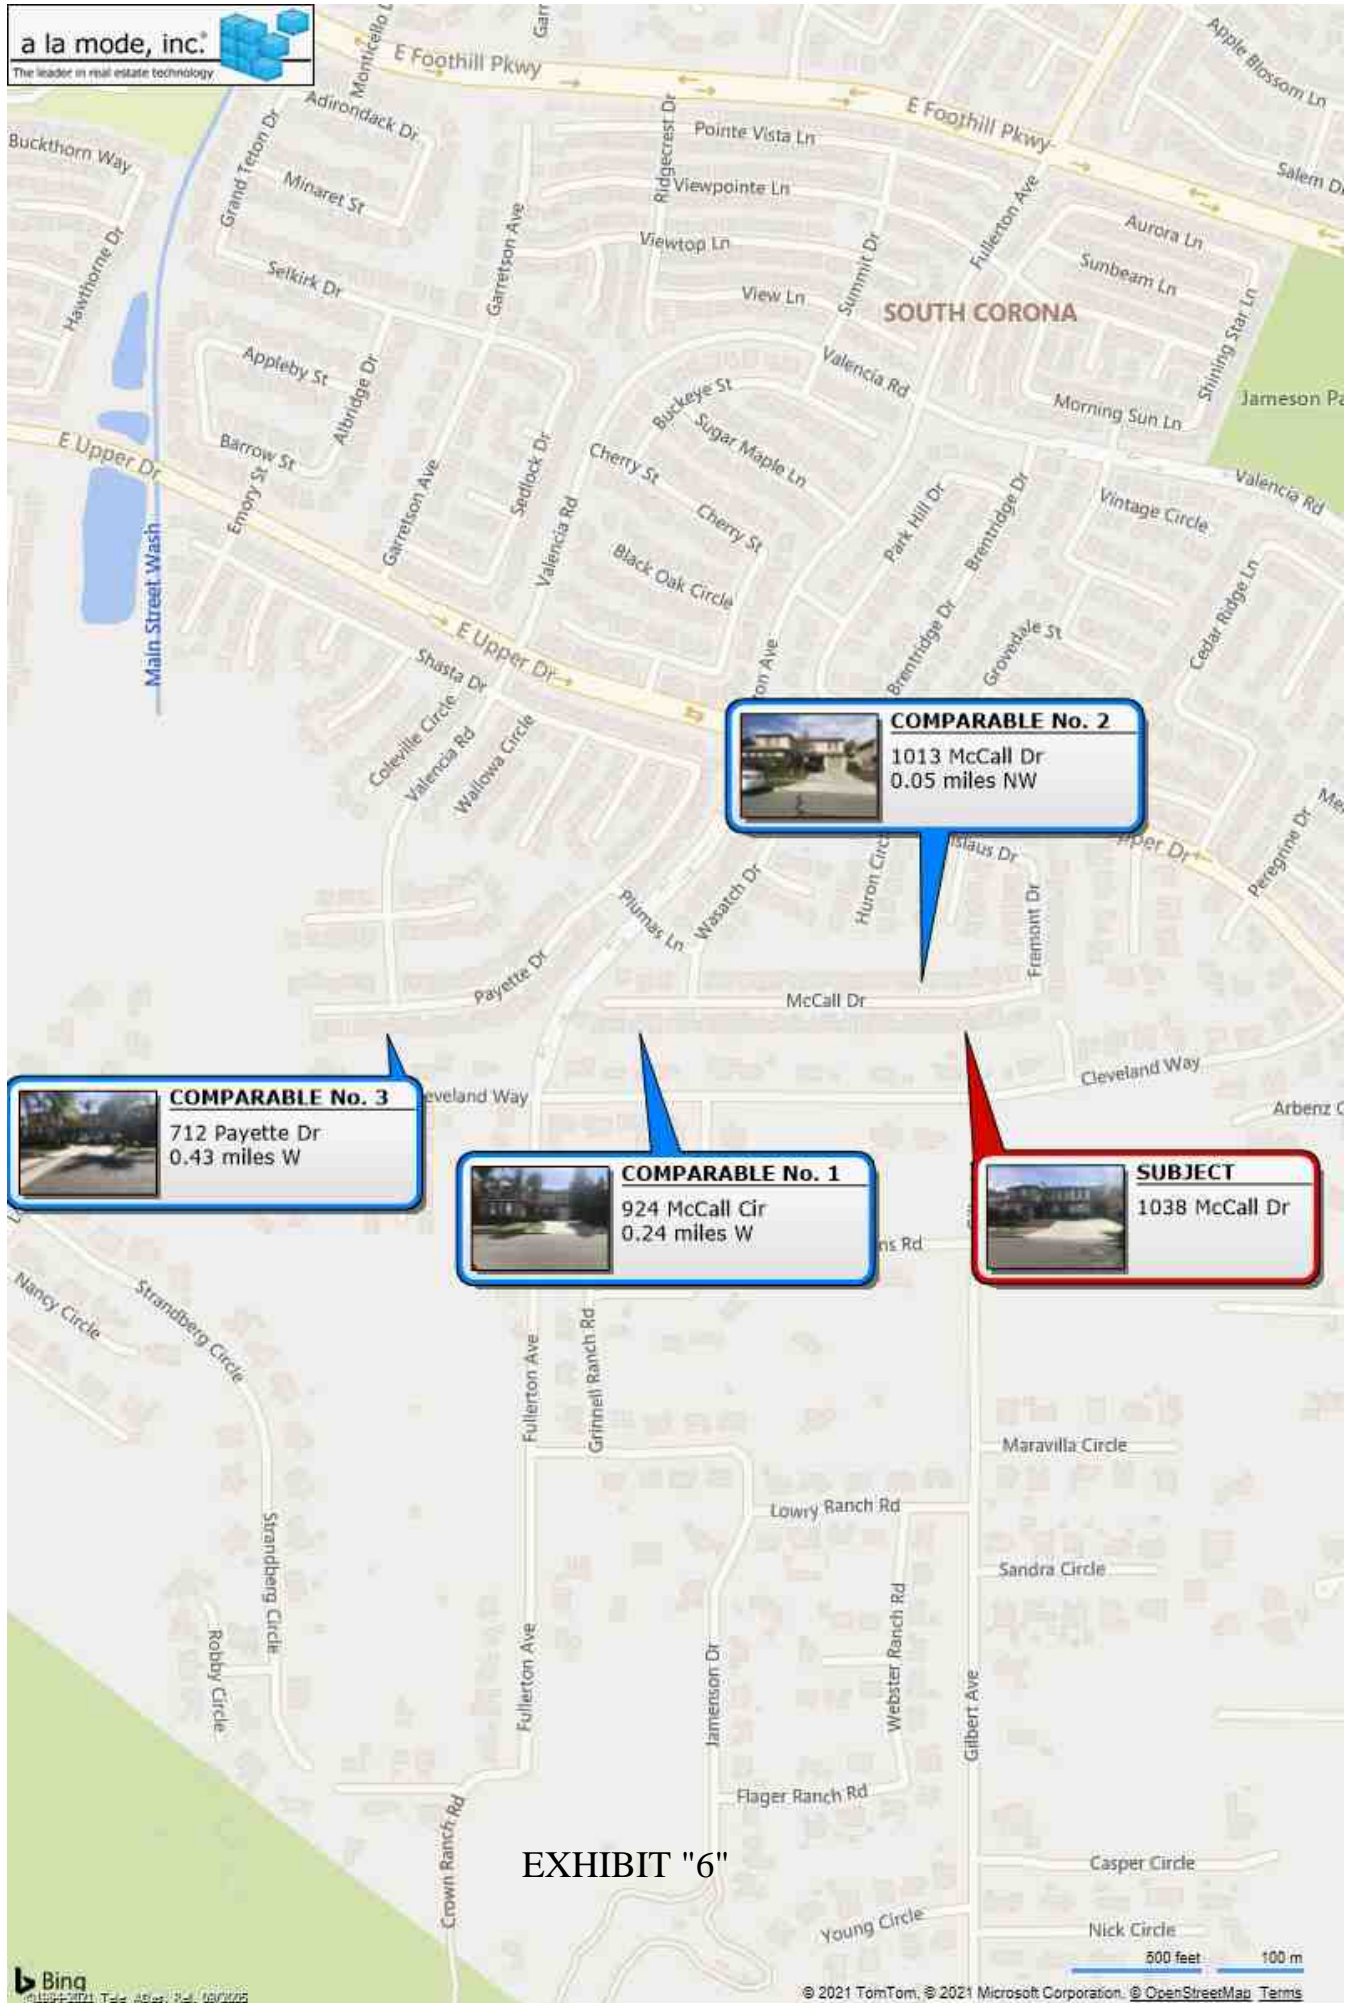 a la mode, inc.
The leader in real estate technology
E Foothill Pkwy
E Foothill Pkwy
Apple Blossom Ln
Adirondack Dr
Pointe Vista Ln
Buckthorn Way
Grand Teton Dr
Ridgecrest Dr
Minaret St
Viewpointe Ln
Salem
Fullerton Ave
Aurora Ln
Hawthorne Dr
Garretson Ave
Viewtop Ln
Summit Dr
Sunbeam Ln
Selkirk Dr
View Ln
SOUTH CORONA
Shining Star Ln
Appleby St
Albridge Dr
Valencia Rd
Buckeye St
Jameson
Morning Sun Ln
E Upper Dr
Barrow St
Sugar Maple Ln
Cherry St
Sedlock Dr
Emory St
Garretson Ave
Valencia Rd
Valencia Rd
Park Hill Dr
Brentridge Dr
Vintage Circle
Cherry St
Main Street Wash
Black Oak Circle
Cedar Ridge Ln
E Upper Dr
Brentridge Dr
Grovedale St
Shasta Dr
Coleville Circle
Valencia Rd
Wallowa Circle
COMPARABLE No. 2
1013 McCall Dr
0.05 miles NW
Peregrine Dr
Plumas Ln
Wasatch Dr
Huron
Fremont Dr
Payette Dr
McCall Dr
Cleveland Way
Way
Arbenz
COMPARABLE No. 3
712 Payette Dr
0.43 miles W
COMPARABLE No. 1
924 McCall Cir
0.24 miles W
SUBJECT
1038 McCall Dr
Rd
Nancy Circle
Strandberg Circle
Fullerton Ave
Grinnell Ranch Rd
Maravilla Circle
Lowry Ranch Rd
Strandberg Circle
Sandra Circle
Robby Circle
Fullerton Ave
Jamenson Dr
Webster Ranch Rd
Gilbert Ave
Flager Ranch Rd
Crown Ranch Rd
EXHIBIT "6"
Casper Circle
Young Circle
Nick Circle
500 feet
100 m
Bing
© 2021 TomTom, © 2021 Microsoft Corporation, © OpenStreetMap Terms